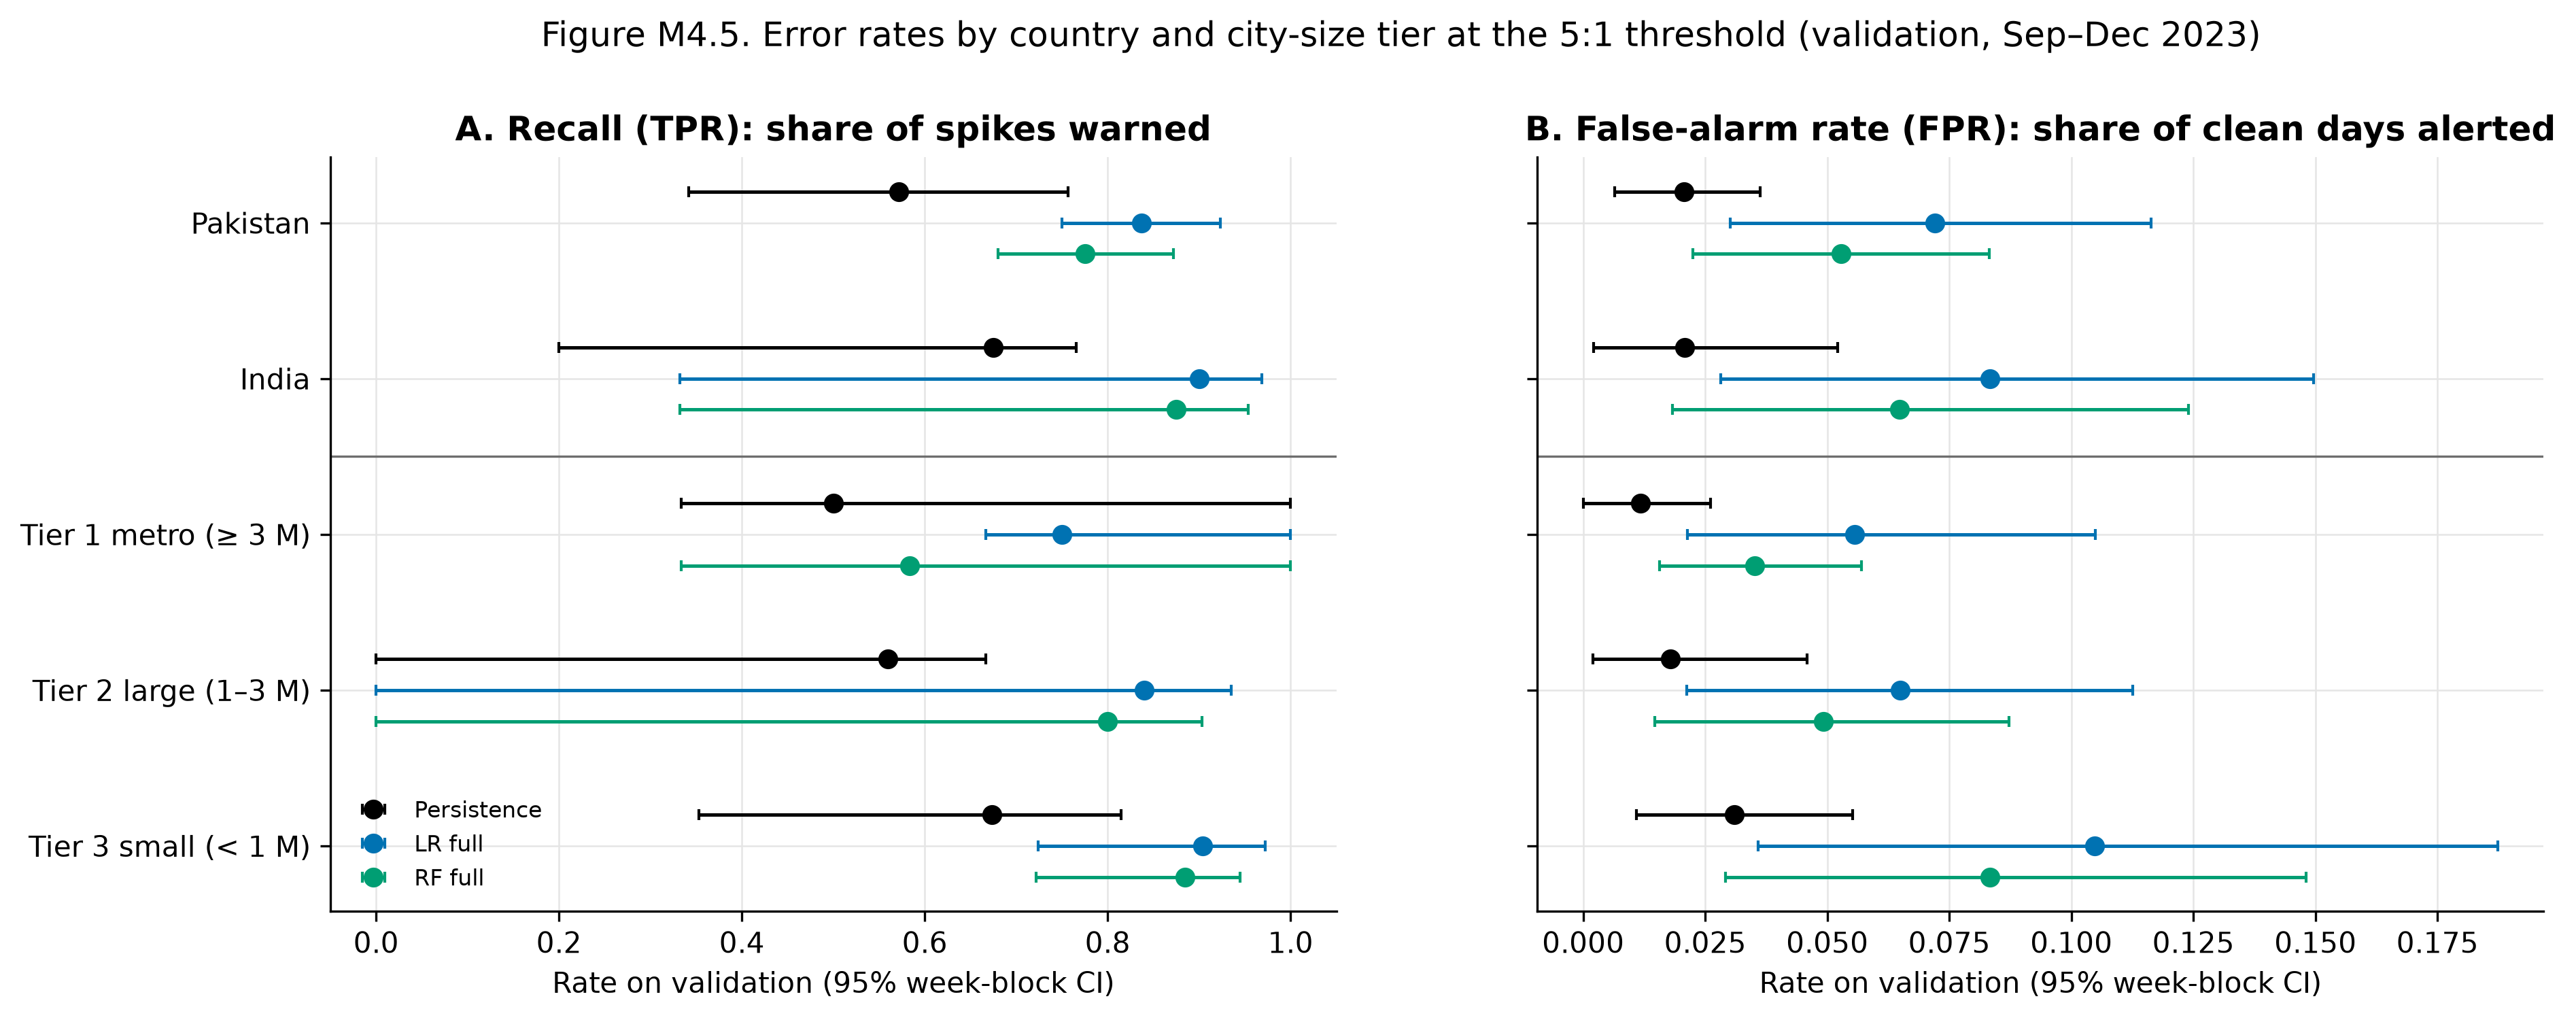 Figure M4.5. Error rates by country and city-size tier at the 5:1 threshold (validation, Sep–Dec 2023)
A. Recall (TPR): share of spikes warned
Pakistan
India
Tier 1 metro (≥ 3 M)
Tier 2 large (1–3 M)
Tier 3 small (< 1 M)
Persistence
LR full
RF full
0.0 0.2 0.4 0.6 0.8 1.0
Rate on validation (95% week-block CI)
B. False-alarm rate (FPR): share of clean days alerted
0.000 0.025 0.050 0.075 0.100 0.125 0.150 0.175
Rate on validation (95% week-block CI)